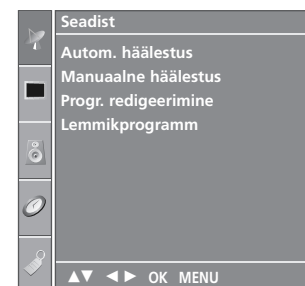 Seadist
Autom. häälestus
Manuaalne häälestus
Progr. redigeerimine
Lemmikprogramm
▲▼ ◄► OK MENU